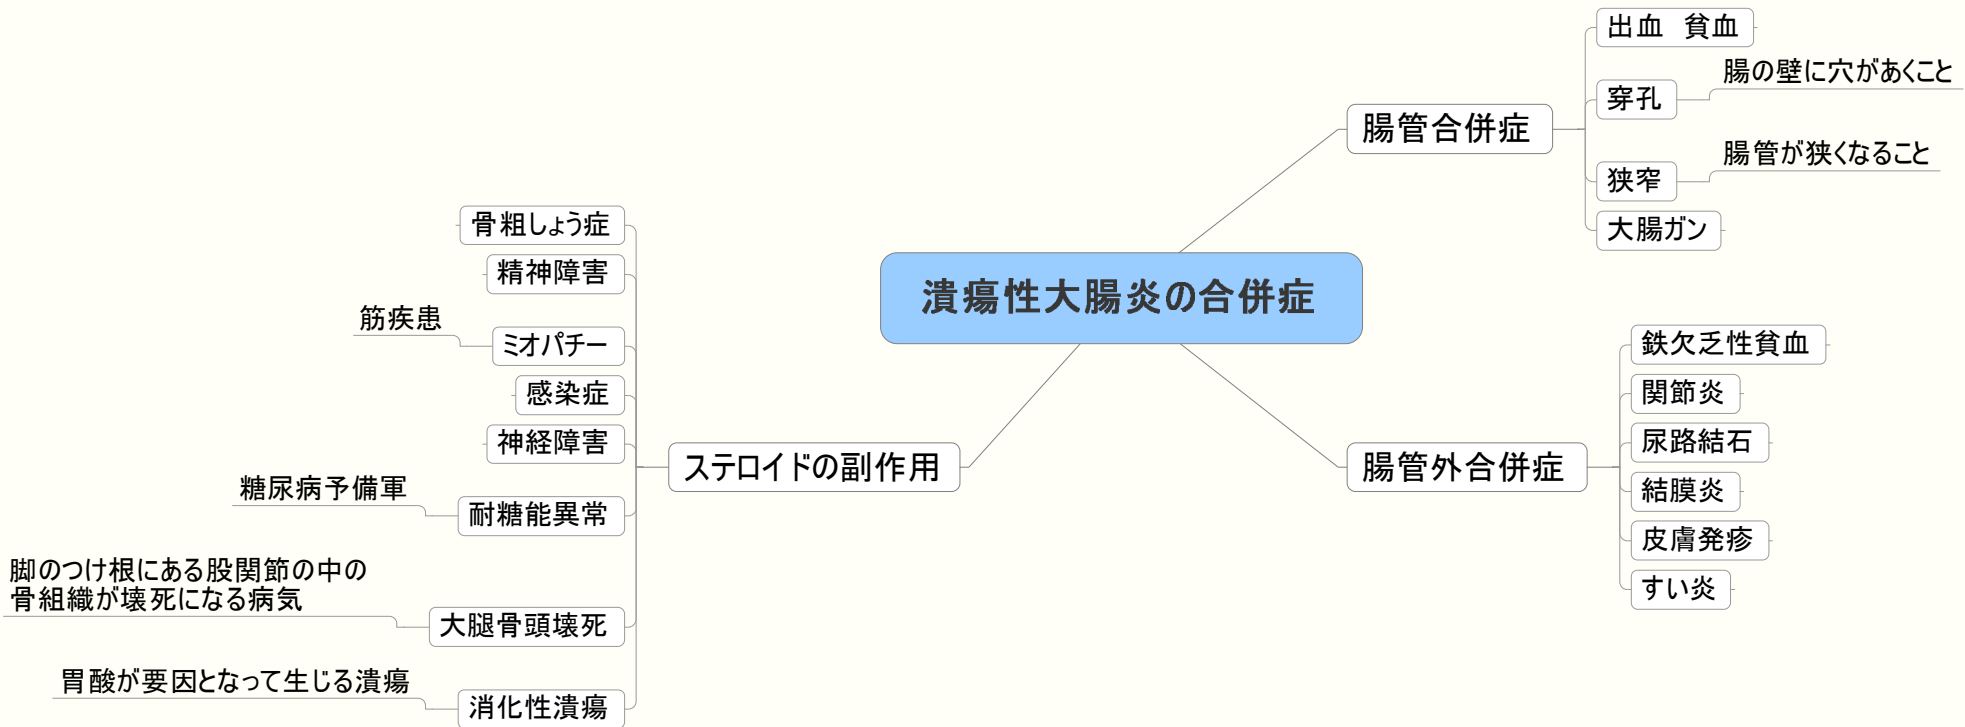 潰瘍性大腸炎の合併症
腸管合併症
出血　貧血
穿孔
腸の壁に穴があくこと
狭窄
腸管が狭くなること
大腸ガン
腸管外合併症
鉄欠乏性貧血
関節炎
尿路結石
結膜炎
皮膚発疹
すい炎
ステロイドの副作用
骨粗しょう症
精神障害
ミオパチー
筋疾患
感染症
神経障害
耐糖能異常
糖尿病予備軍
大腿骨頭壊死
脚のつけ根にある股関節の中の
骨組織が壊死になる病気
消化性潰瘍
胃酸が要因となって生じる潰瘍